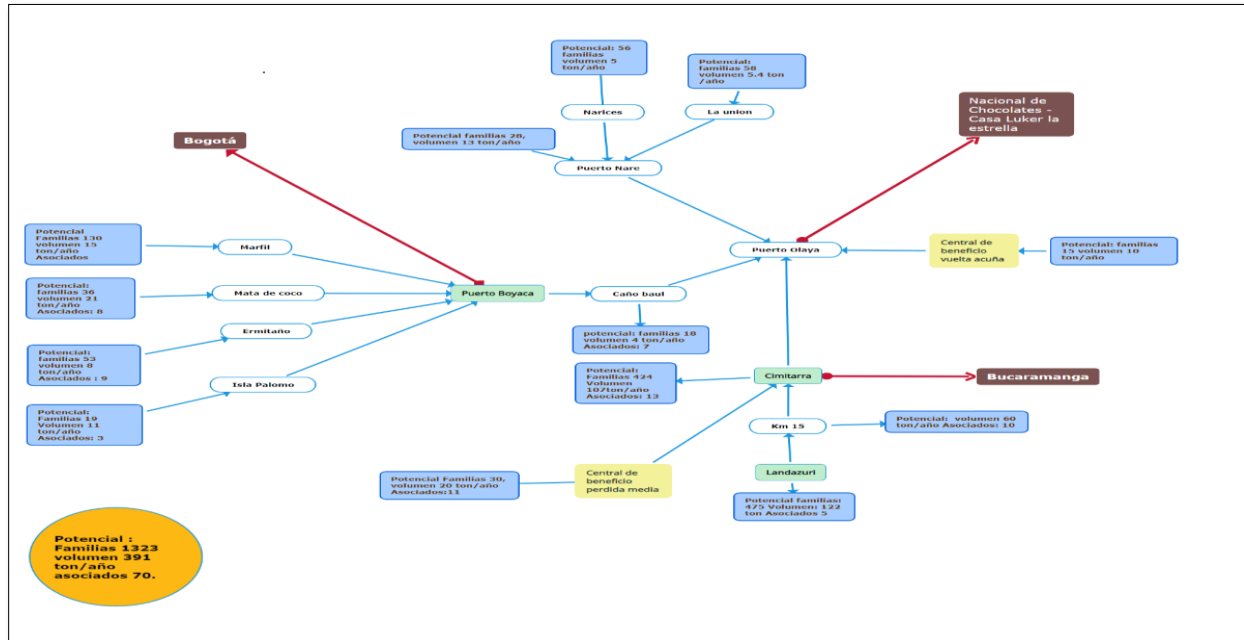 Potencial: 56
familias
volumen 5
ton/año
Potencial:
familias 58
volumen 5.4 ton
/año
Nacional de
Chocolates -
Casa Luker la
estrella
Narices
La union
Bogotá
Potencial familias 28,
volumen 13 ton/año
Puerto Nare
Potencial
Familias 130
volumen 15
ton/año
Asociados
Marfil
Puerto Olaya
Central de
beneficio
vuelta acuña
Potencial: familias
15 volumen 10
ton/año
Potencial:
familias 36
volumen 21
ton/año
Asociados: 8
Mata de coco
Puerto Boyaca
Caño baul
Potencial:
familias 53
volumen 8
ton/año
Asociados : 9
Ermitaño
potencial: familias 18
volumen 4 ton/año
Asociados: 7
Isla Palomo
Potencial:
Familias 424
Volumen
107ton/año
Asociados: 13
Cimitarra
Bucaramanga
Potencial:
Familias 19
Volumen 11
ton/año
Asociados: 3
Km 15
Potencial: volumen 60
ton/año Asociados: 10
Potencial Familias 30,
volumen 20 ton/año
Asociados:11
Central de
beneficio
perdida media
Landazuri
Potencial familias:
475 Volumen: 122
ton Asociados 5
Potencial :
Familias 1323
volumen 391
ton/año
asociados 70.